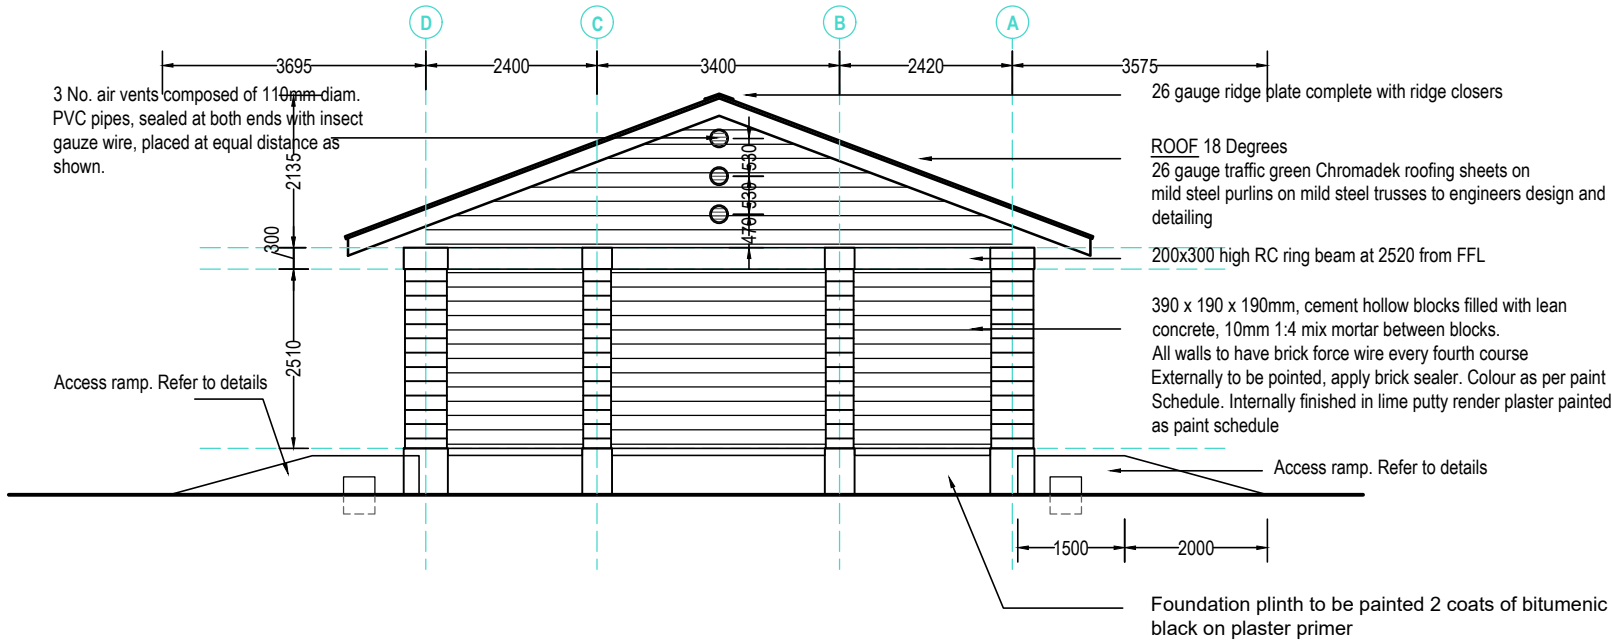 D
C
B
A
3695
2400
3400
2420
3575
3 No. air vents composed of 110mm diam.
PVC pipes, sealed at both ends with insect
gauze wire, placed at equal distance as
shown.
26 gauge ridge plate complete with ridge closers
ROOF 18 Degrees
26 gauge traffic green Chromadek roofing sheets on
mild steel purlins on mild steel trusses to engineers design and
detailing
2135
530
530
470
300
200x300 high RC ring beam at 2520 from FFL
390 x 190 x 190mm, cement hollow blocks filled with lean
concrete, 10mm 1:4 mix mortar between blocks.
All walls to have brick force wire every fourth course
Externally to be pointed, apply brick sealer. Colour as per paint
Schedule. Internally finished in lime putty render plaster painted
as paint schedule
2510
Access ramp. Refer to details
Access ramp. Refer to details
1500
2000
Foundation plinth to be painted 2 coats of bitumenic
black on plaster primer